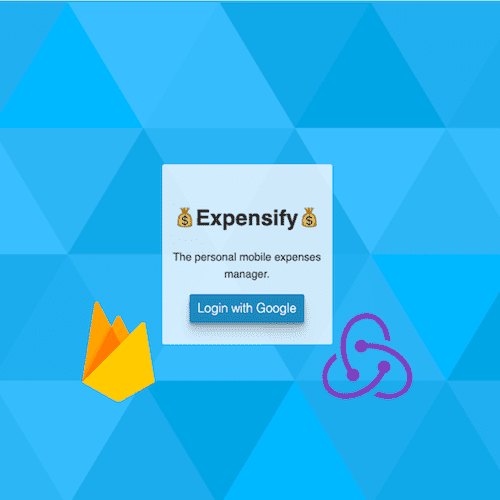 💰Expensify💰
The personal mobile expenses
manager.
Login with Google